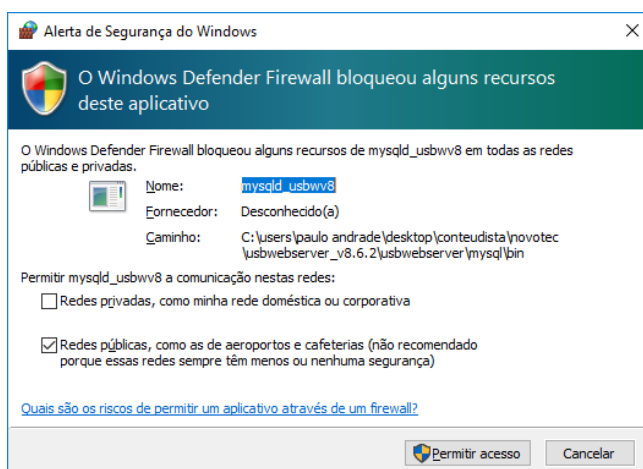 Alerta de Segurança do Windows
O Windows Defender Firewall bloqueou alguns recursos
deste aplicativo
O Windows Defender Firewall bloqueou alguns recursos de mysqld_usbwv8 em todas as redes
públicas e privadas.
Nome: mysqld_usbwv8
Fornecedor: Desconhecido(a)
Caminho: C:\users\paulo andrade\desktop\conteudista\novotec
\usbwebserver_v8.6.2\usbwebserver\mysql\bin
Permitir mysqld_usbwv8 a comunicação nestas redes:
Redes privadas, como minha rede doméstica ou corporativa
Redes públicas, como as de aeroportos e cafeterias (não recomendado
porque essas redes sempre têm menos ou nenhuma segurança)
Quais são os riscos de permitir um aplicativo através de um firewall?
Permitir acesso Cancelar